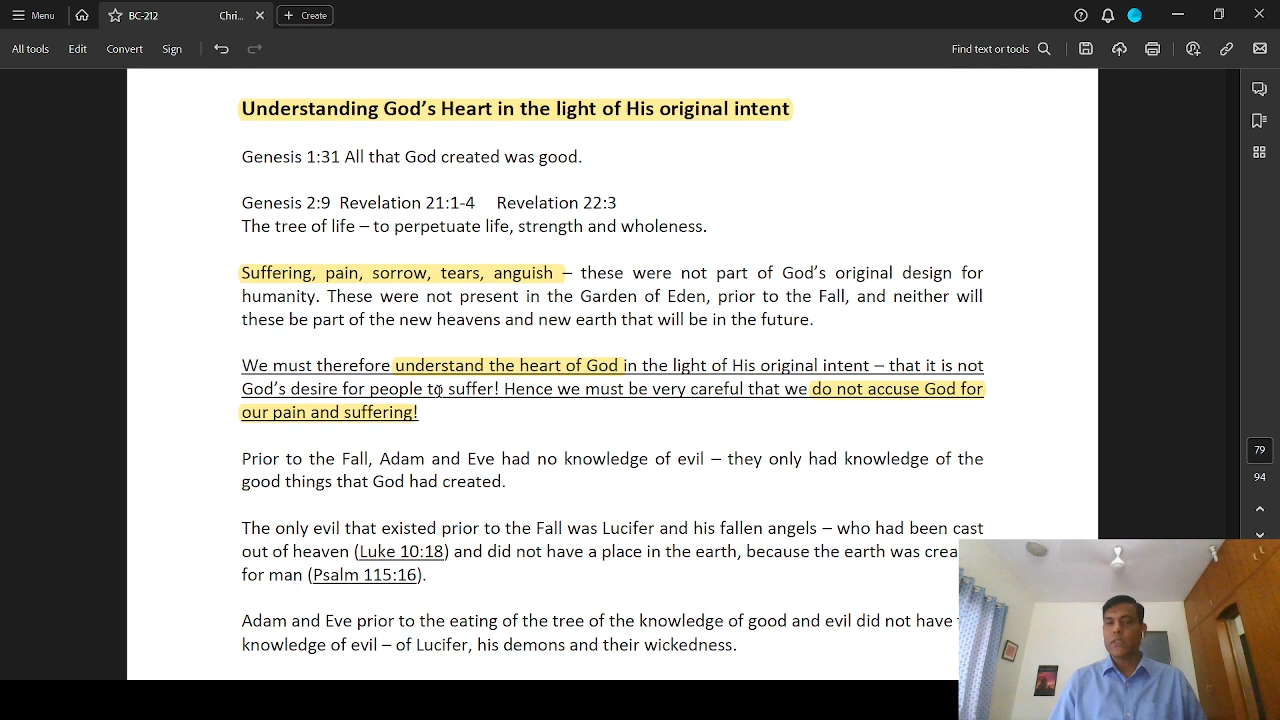 Menu
BC-212
Chri...
Create
All tools
Edit
Convert
Sign
Find text or tools
Understanding God's Heart in the light of His original intent
Genesis 1:31 All that God created was good.
Genesis 2:9 Revelation 21:1-4 Revelation 22:3
The tree of life – to perpetuate life, strength and wholeness.
Suffering, pain, sorrow, tears, anguish – these were not part of God's original design for
humanity. These were not present in the Garden of Eden, prior to the Fall, and neither will
these be part of the new heavens and new earth that will be in the future.
We must therefore understand the heart of God in the light of His original intent – that it is not
God's desire for people to suffer! Hence we must be very careful that we do not accuse God for
our pain and suffering!
Prior to the Fall, Adam and Eve had no knowledge of evil – they only had knowledge of the
good things that God had created.
The only evil that existed prior to the Fall was Lucifer and his fallen angels – who had been cast
out of heaven (Luke 10:18) and did not have a place in the earth, because the earth was crea
for man (Psalm 115:16).
Adam and Eve prior to the eating of the tree of the knowledge of good and evil did not have
knowledge of evil – of Lucifer, his demons and their wickedness.
79
94